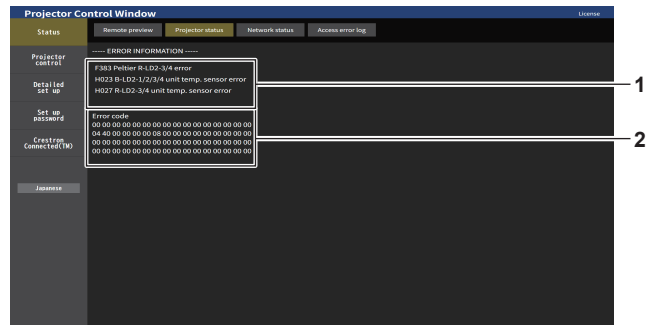 Projector Control Window
License
Status
Remote preview
Projector status
Network status
Access error log
Projector
control
Detailed
set up
Set up
password
Crestron
Connected(TM)
Japanese
----- ERROR INFORMATION -----
F383 Peltier R-LD2-3/4 error
H023 B-LD2-1/2/3/4 unit temp. sensor error
H027 R-LD2-3/4 unit temp. sensor error
1
Error code
00 00 00 00 00 00 00 00 00 00 00 00 00 00 00 00
04 40 00 00 00 00 08 00 00 00 00 00 00 00 00 00
00 00 00 00 00 00 00 00 00 00 00 00 00 00 00 00
00 00 00 00 00 00 00 00 00 00 00 00 00 00 00 00
2